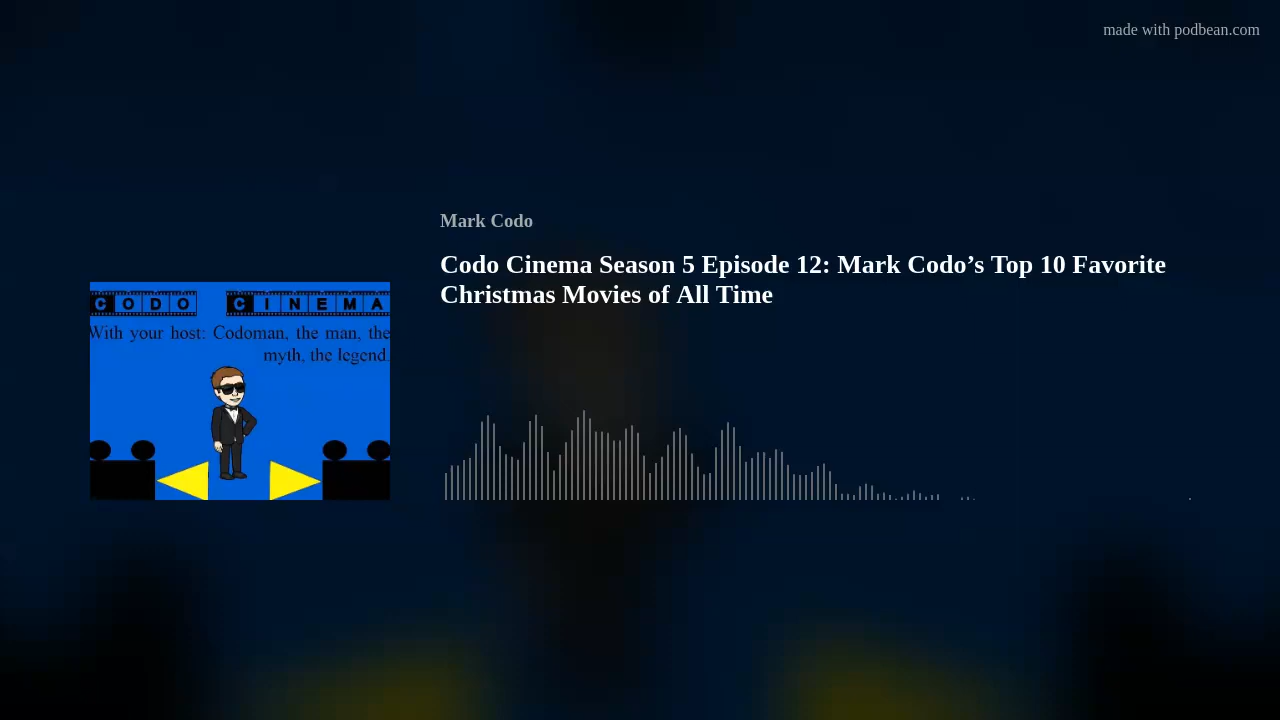 made with podbean.com
Mark Codo
Codo Cinema Season 5 Episode 12: Mark Codo’s Top 10 Favorite
Christmas Movies of All Time
CODO CINEMA
With your host: Codoman, the man, the
myth, the legend.